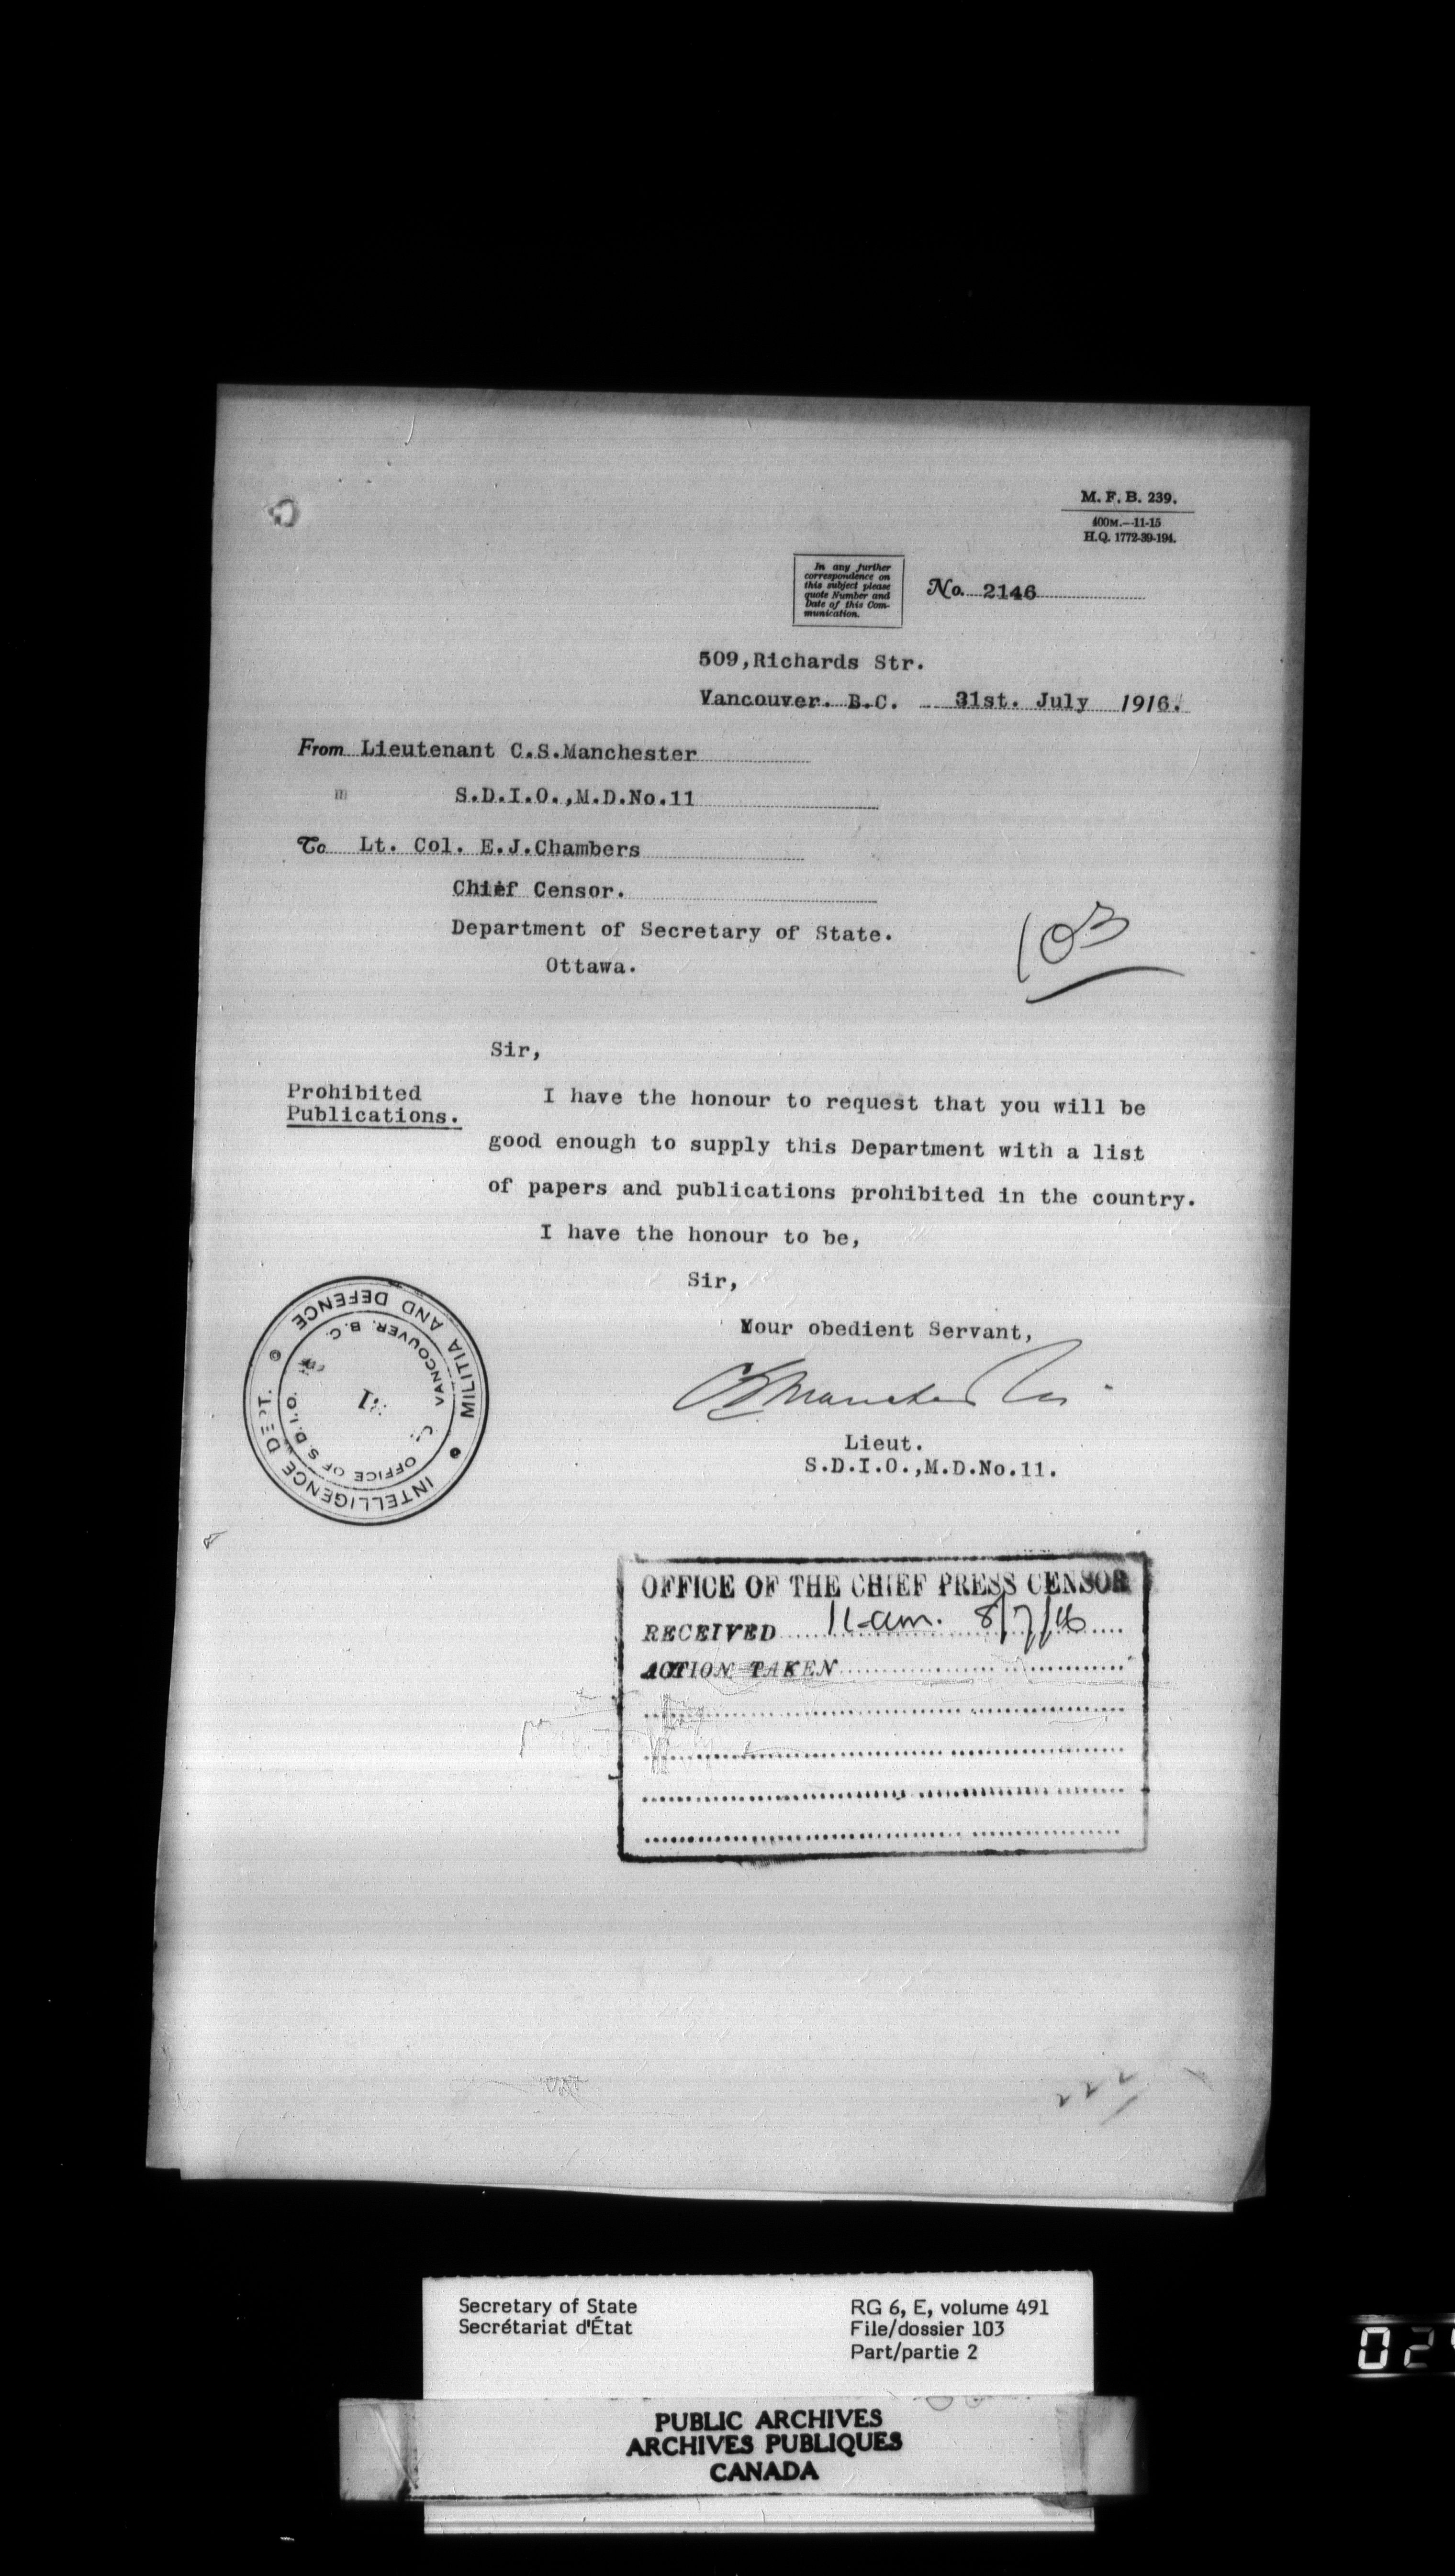 M. F. B. 239.
400M.—11-15
H.Q. 1772-39-194.
In any further
correspondence on
this subject please
quote Number and
Date of this Com-
munication.
No. 2146
509,Richards Str.
Vancouver. B.C. 31st. July 1916.
From Lieutenant C.S.Manchester
S.D.I.O.,M.D.No.11
To Lt. Col. E.J.Chambers
Chief Censor.
Department of Secretary of State.
Ottawa.
103
Sir,
Prohibited
Publications.
I have the honour to request that you will be
good enough to supply this Department with a list
of papers and publications prohibited in the country.
I have the honour to be,
Sir,
Your obedient Servant,
CSManchester
Lieut.
S.D.I.O.,M.D.No.11.
MILITIA AND DEFENCE
INTELLIGENCE DEPT.
VANCOUVER. B.C.
OFFICE OF S.D.I.O.
OFFICE OF THE CHIEF PRESS CENSOR
RECEIVED 11-am. 8/7/16
ACTION TAKEN
Secretary of State
Secrétariat d'État
RG 6, E, volume 491
File/dossier 103
Part/partie 2
PUBLIC ARCHIVES
ARCHIVES PUBLIQUES
CANADA
02